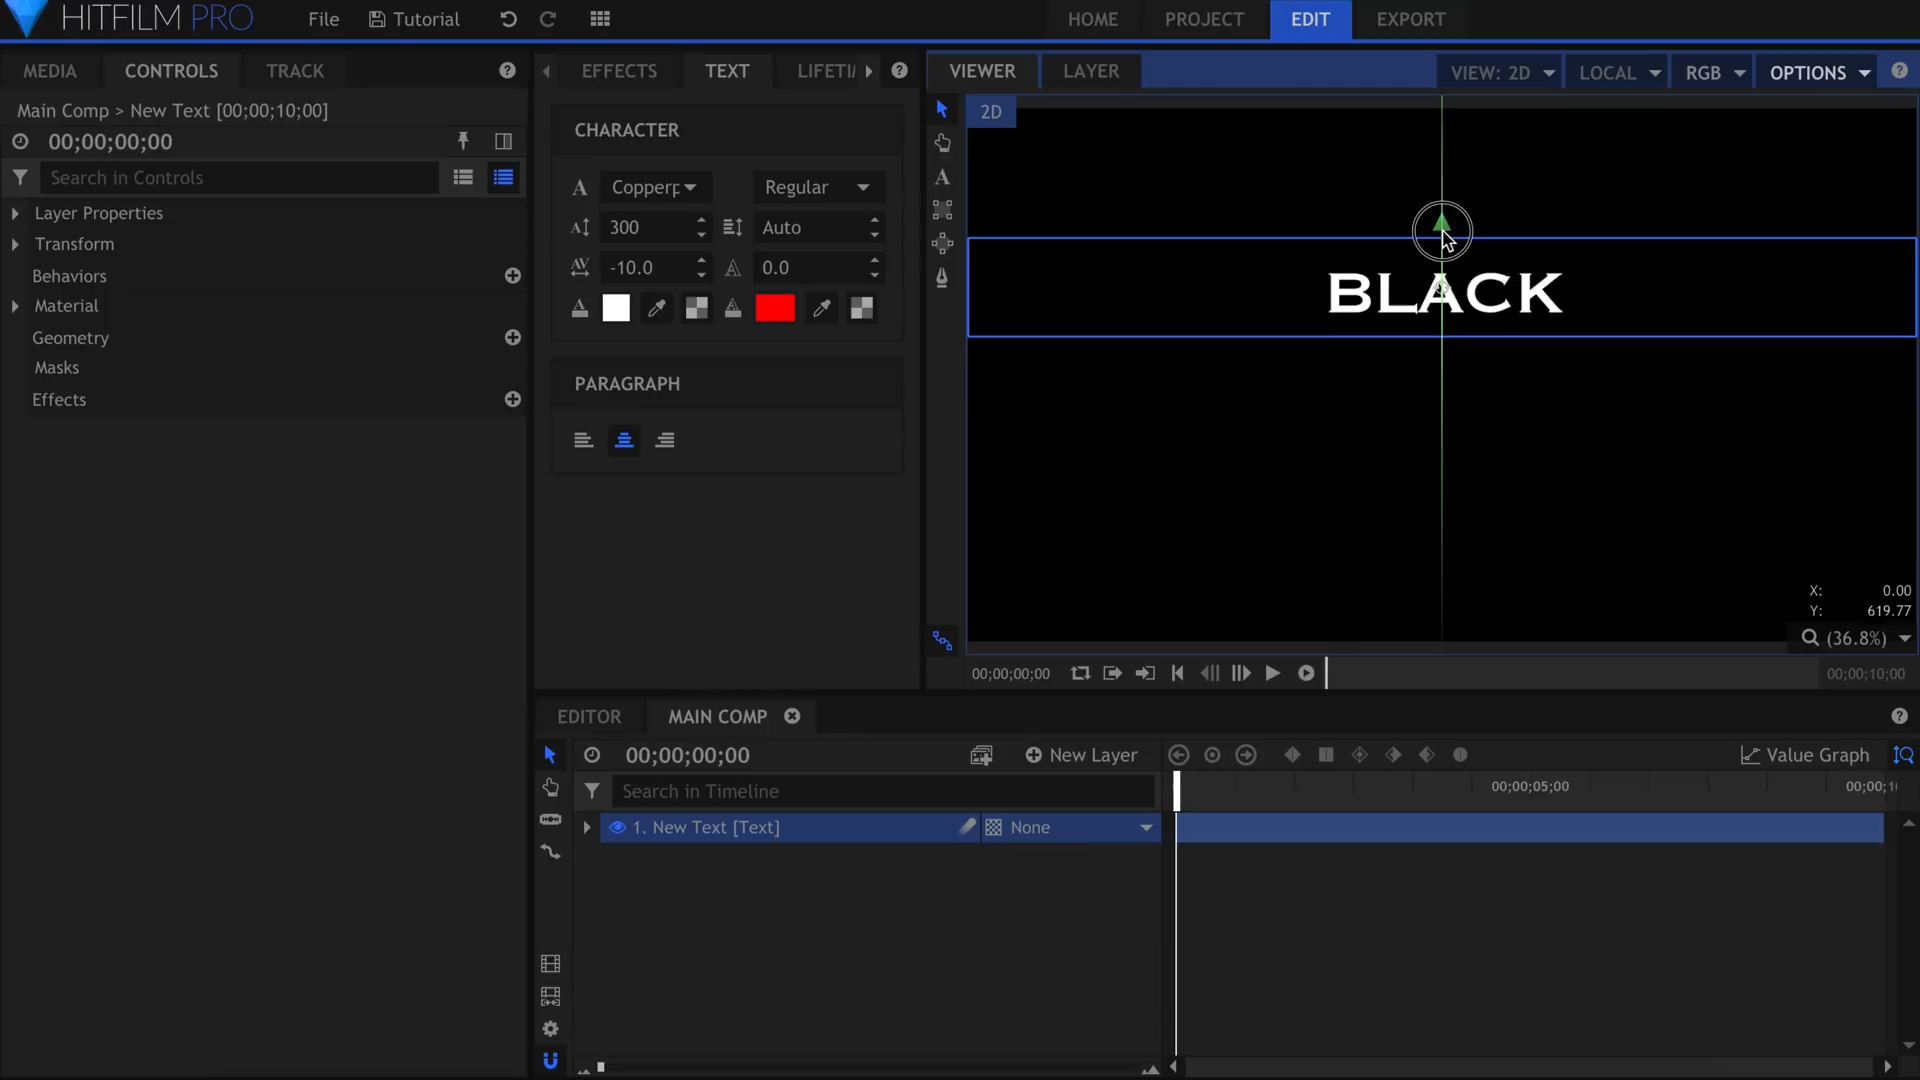 HITFILM PRO
File
Tutorial
HOME
PROJECT
EDIT
EXPORT
MEDIA
CONTROLS
TRACK
Main Comp > New Text [00;00;10;00]
00;00;00;00
Search in Controls
Layer Properties
Transform
Behaviors
Material
Geometry
Masks
Effects
EFFECTS
TEXT
LIFETI
CHARACTER
Copperp
Regular
300
Auto
-10.0
0.0
PARAGRAPH
VIEWER
LAYER
VIEW: 2D
LOCAL
RGB
OPTIONS
2D
BLACK
X: 0.00
Y: 619.77
(36.8%)
00;00;00;00
00;00;10;00
EDITOR
MAIN COMP
00;00;00;00
New Layer
Value Graph
Search in Timeline
00;00;05;00
00;00;1
1. New Text [Text]
None